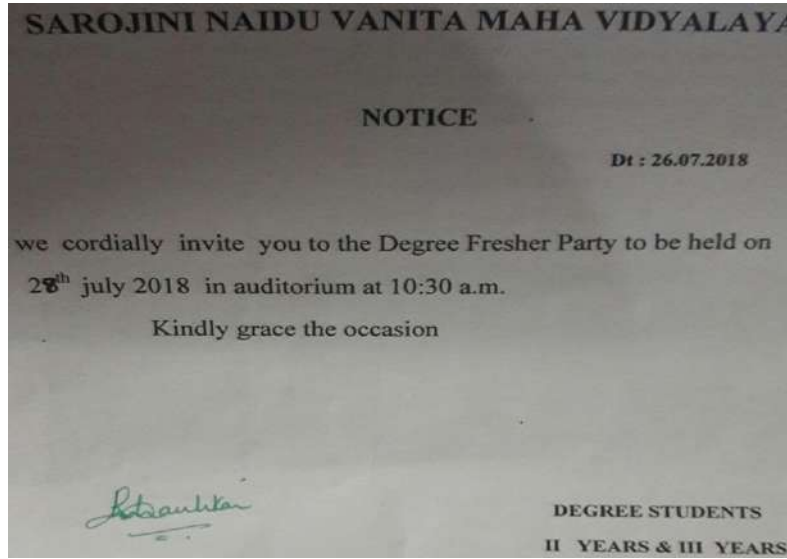 SAROJINI NAIDU VANITA MAHA VIDYALAYA
NOTICE
Dt : 26.07.2018
we cordially invite you to the Degree Fresher Party to be held on
28th july 2018 in auditorium at 10:30 a.m.
Kindly grace the occasion
DEGREE STUDENTS
II YEARS & III YEARS